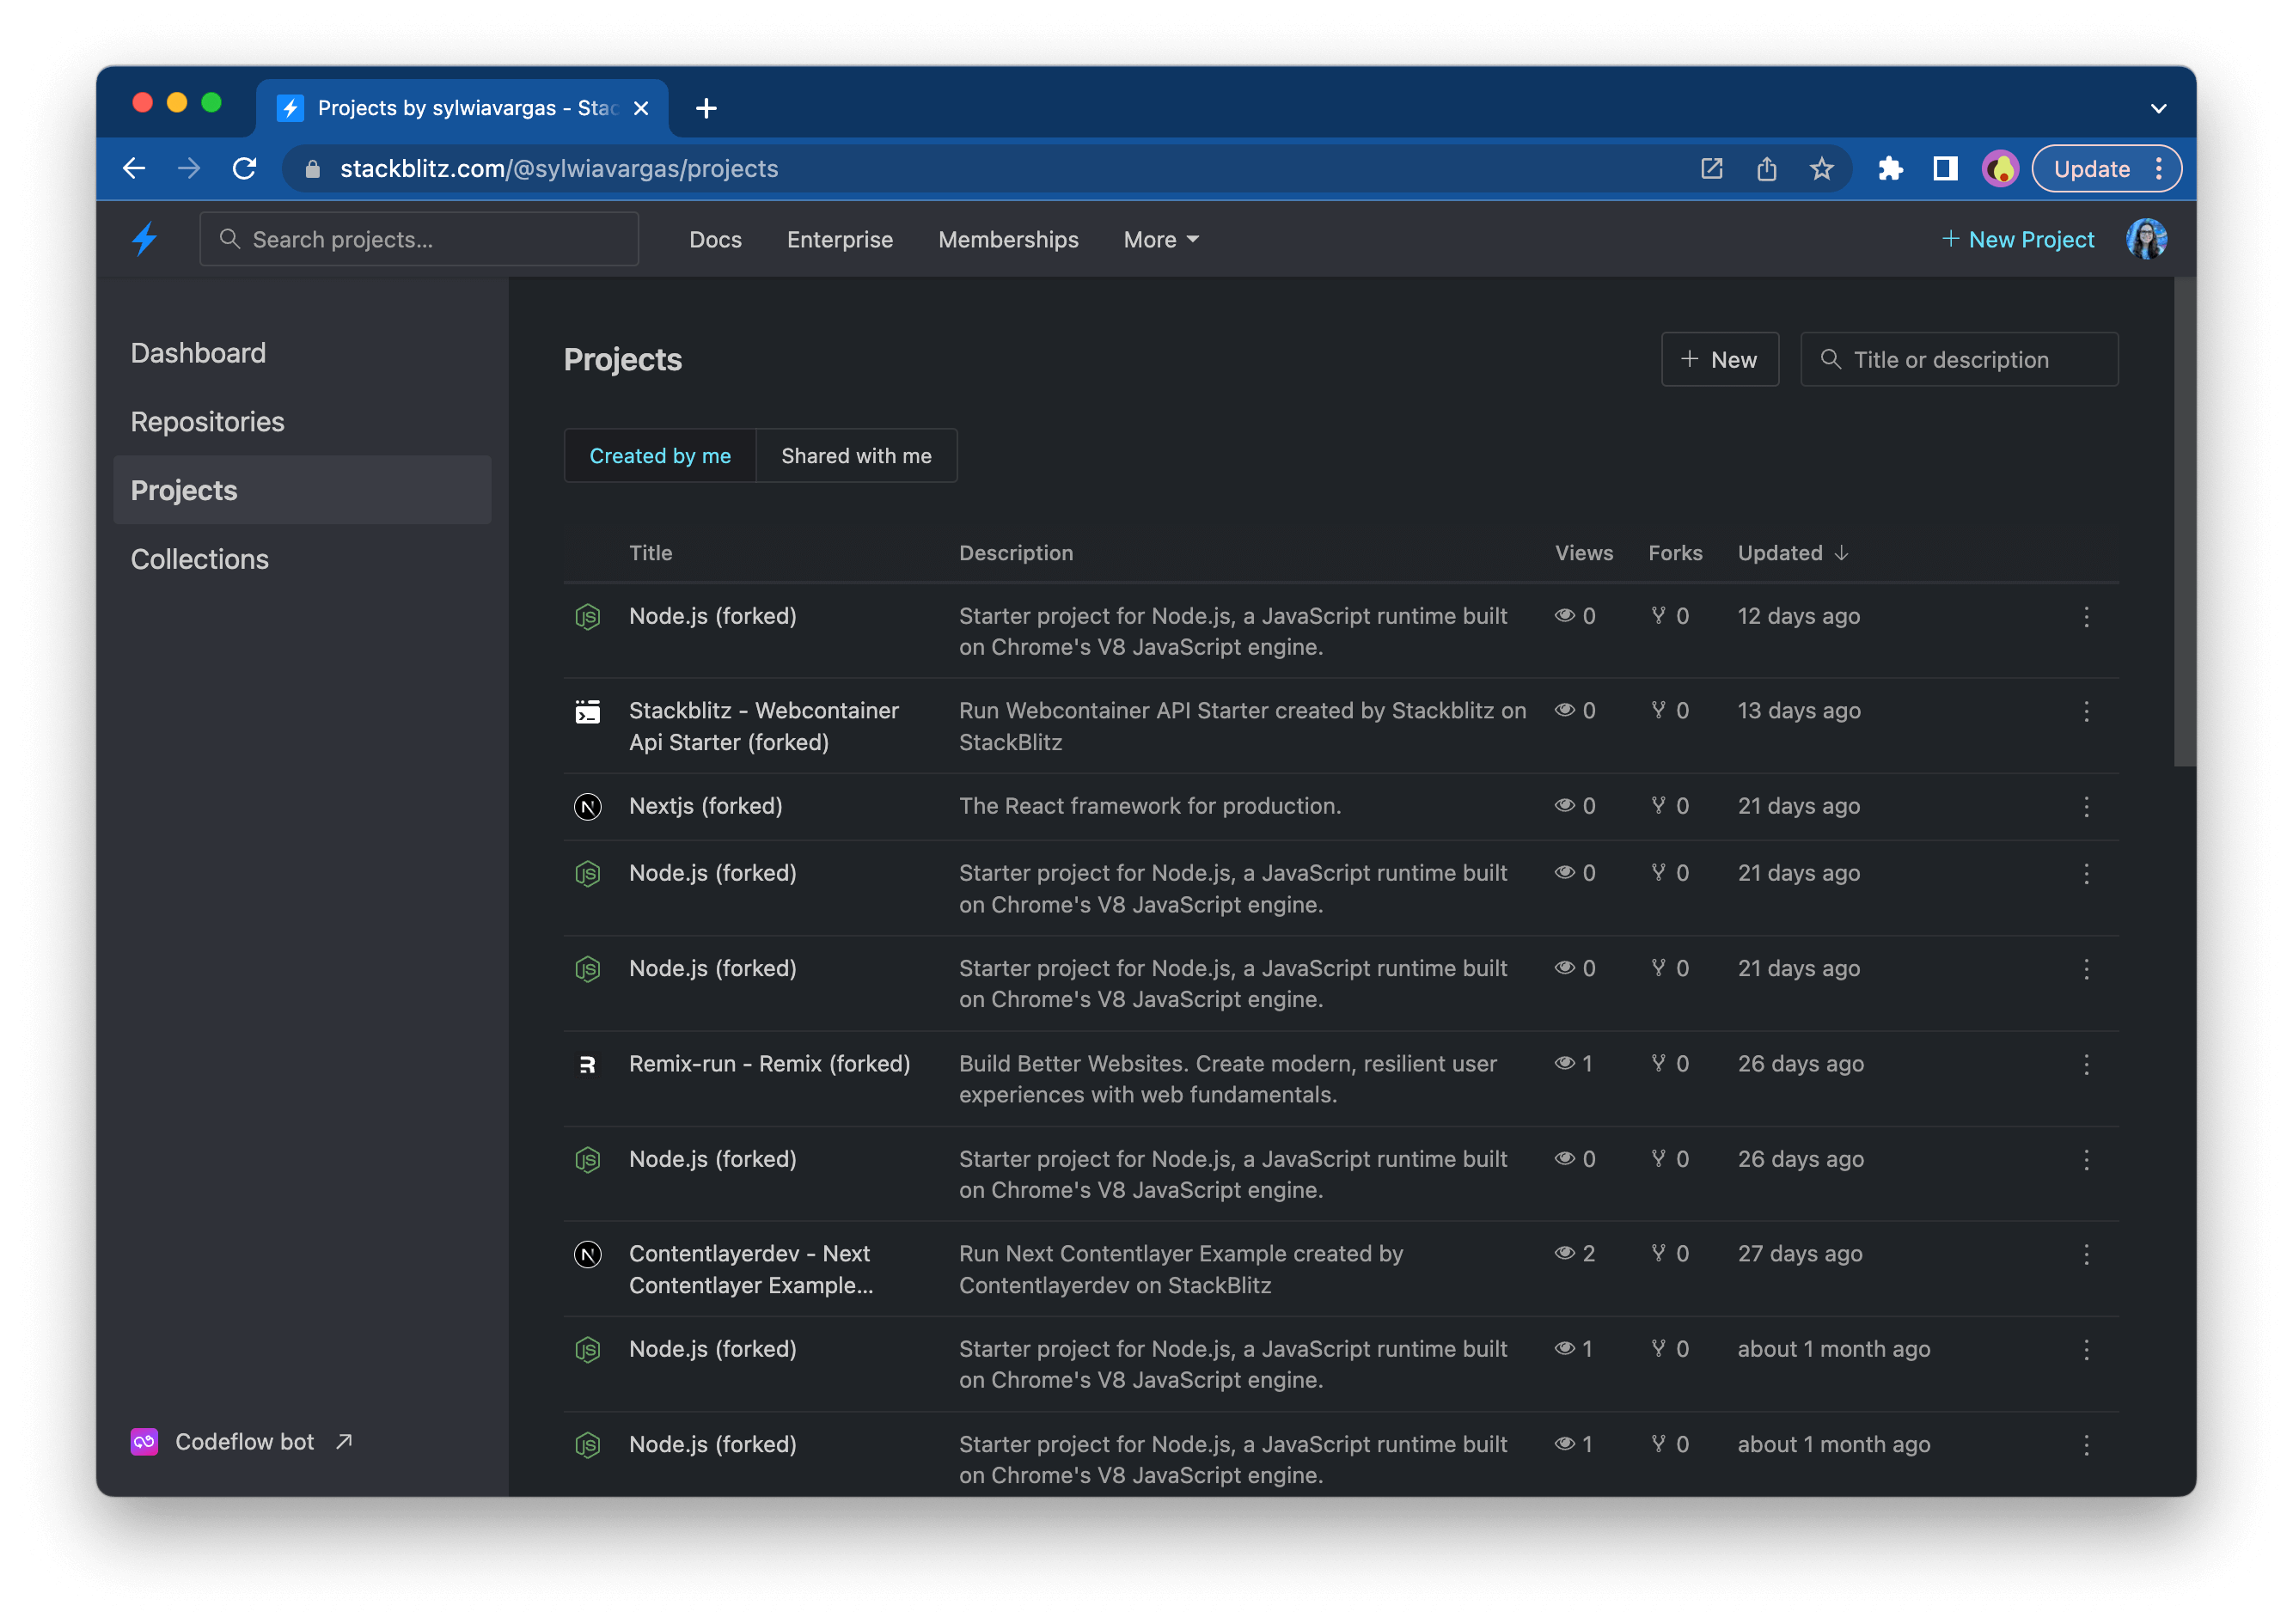 Projects by sylwiavargas - Stac
stackblitz.com/@sylwiavargas/projects
Update
Search projects...
Docs
Enterprise
Memberships
More
+ New Project
Dashboard
Repositories
Projects
Collections
Codeflow bot
Projects
+ New
Title or description
Created by me
Shared with me
Title Description Views Forks Updated ↓
Node.js (forked)
Starter project for Node.js, a JavaScript runtime built
on Chrome's V8 JavaScript engine.
0
0
12 days ago
Stackblitz - Webcontainer
Api Starter (forked)
Run Webcontainer API Starter created by Stackblitz on
StackBlitz
0
0
13 days ago
Nextjs (forked)
The React framework for production.
0
0
21 days ago
Node.js (forked)
Starter project for Node.js, a JavaScript runtime built
on Chrome's V8 JavaScript engine.
0
0
21 days ago
Node.js (forked)
Starter project for Node.js, a JavaScript runtime built
on Chrome's V8 JavaScript engine.
0
0
21 days ago
Remix-run - Remix (forked)
Build Better Websites. Create modern, resilient user
experiences with web fundamentals.
1
0
26 days ago
Node.js (forked)
Starter project for Node.js, a JavaScript runtime built
on Chrome's V8 JavaScript engine.
0
0
26 days ago
Contentlayerdev - Next
Contentlayer Example...
Run Next Contentlayer Example created by
Contentlayerdev on StackBlitz
2
0
27 days ago
Node.js (forked)
Starter project for Node.js, a JavaScript runtime built
on Chrome's V8 JavaScript engine.
1
0
about 1 month ago
Node.js (forked)
Starter project for Node.js, a JavaScript runtime built
on Chrome's V8 JavaScript engine.
1
0
about 1 month ago